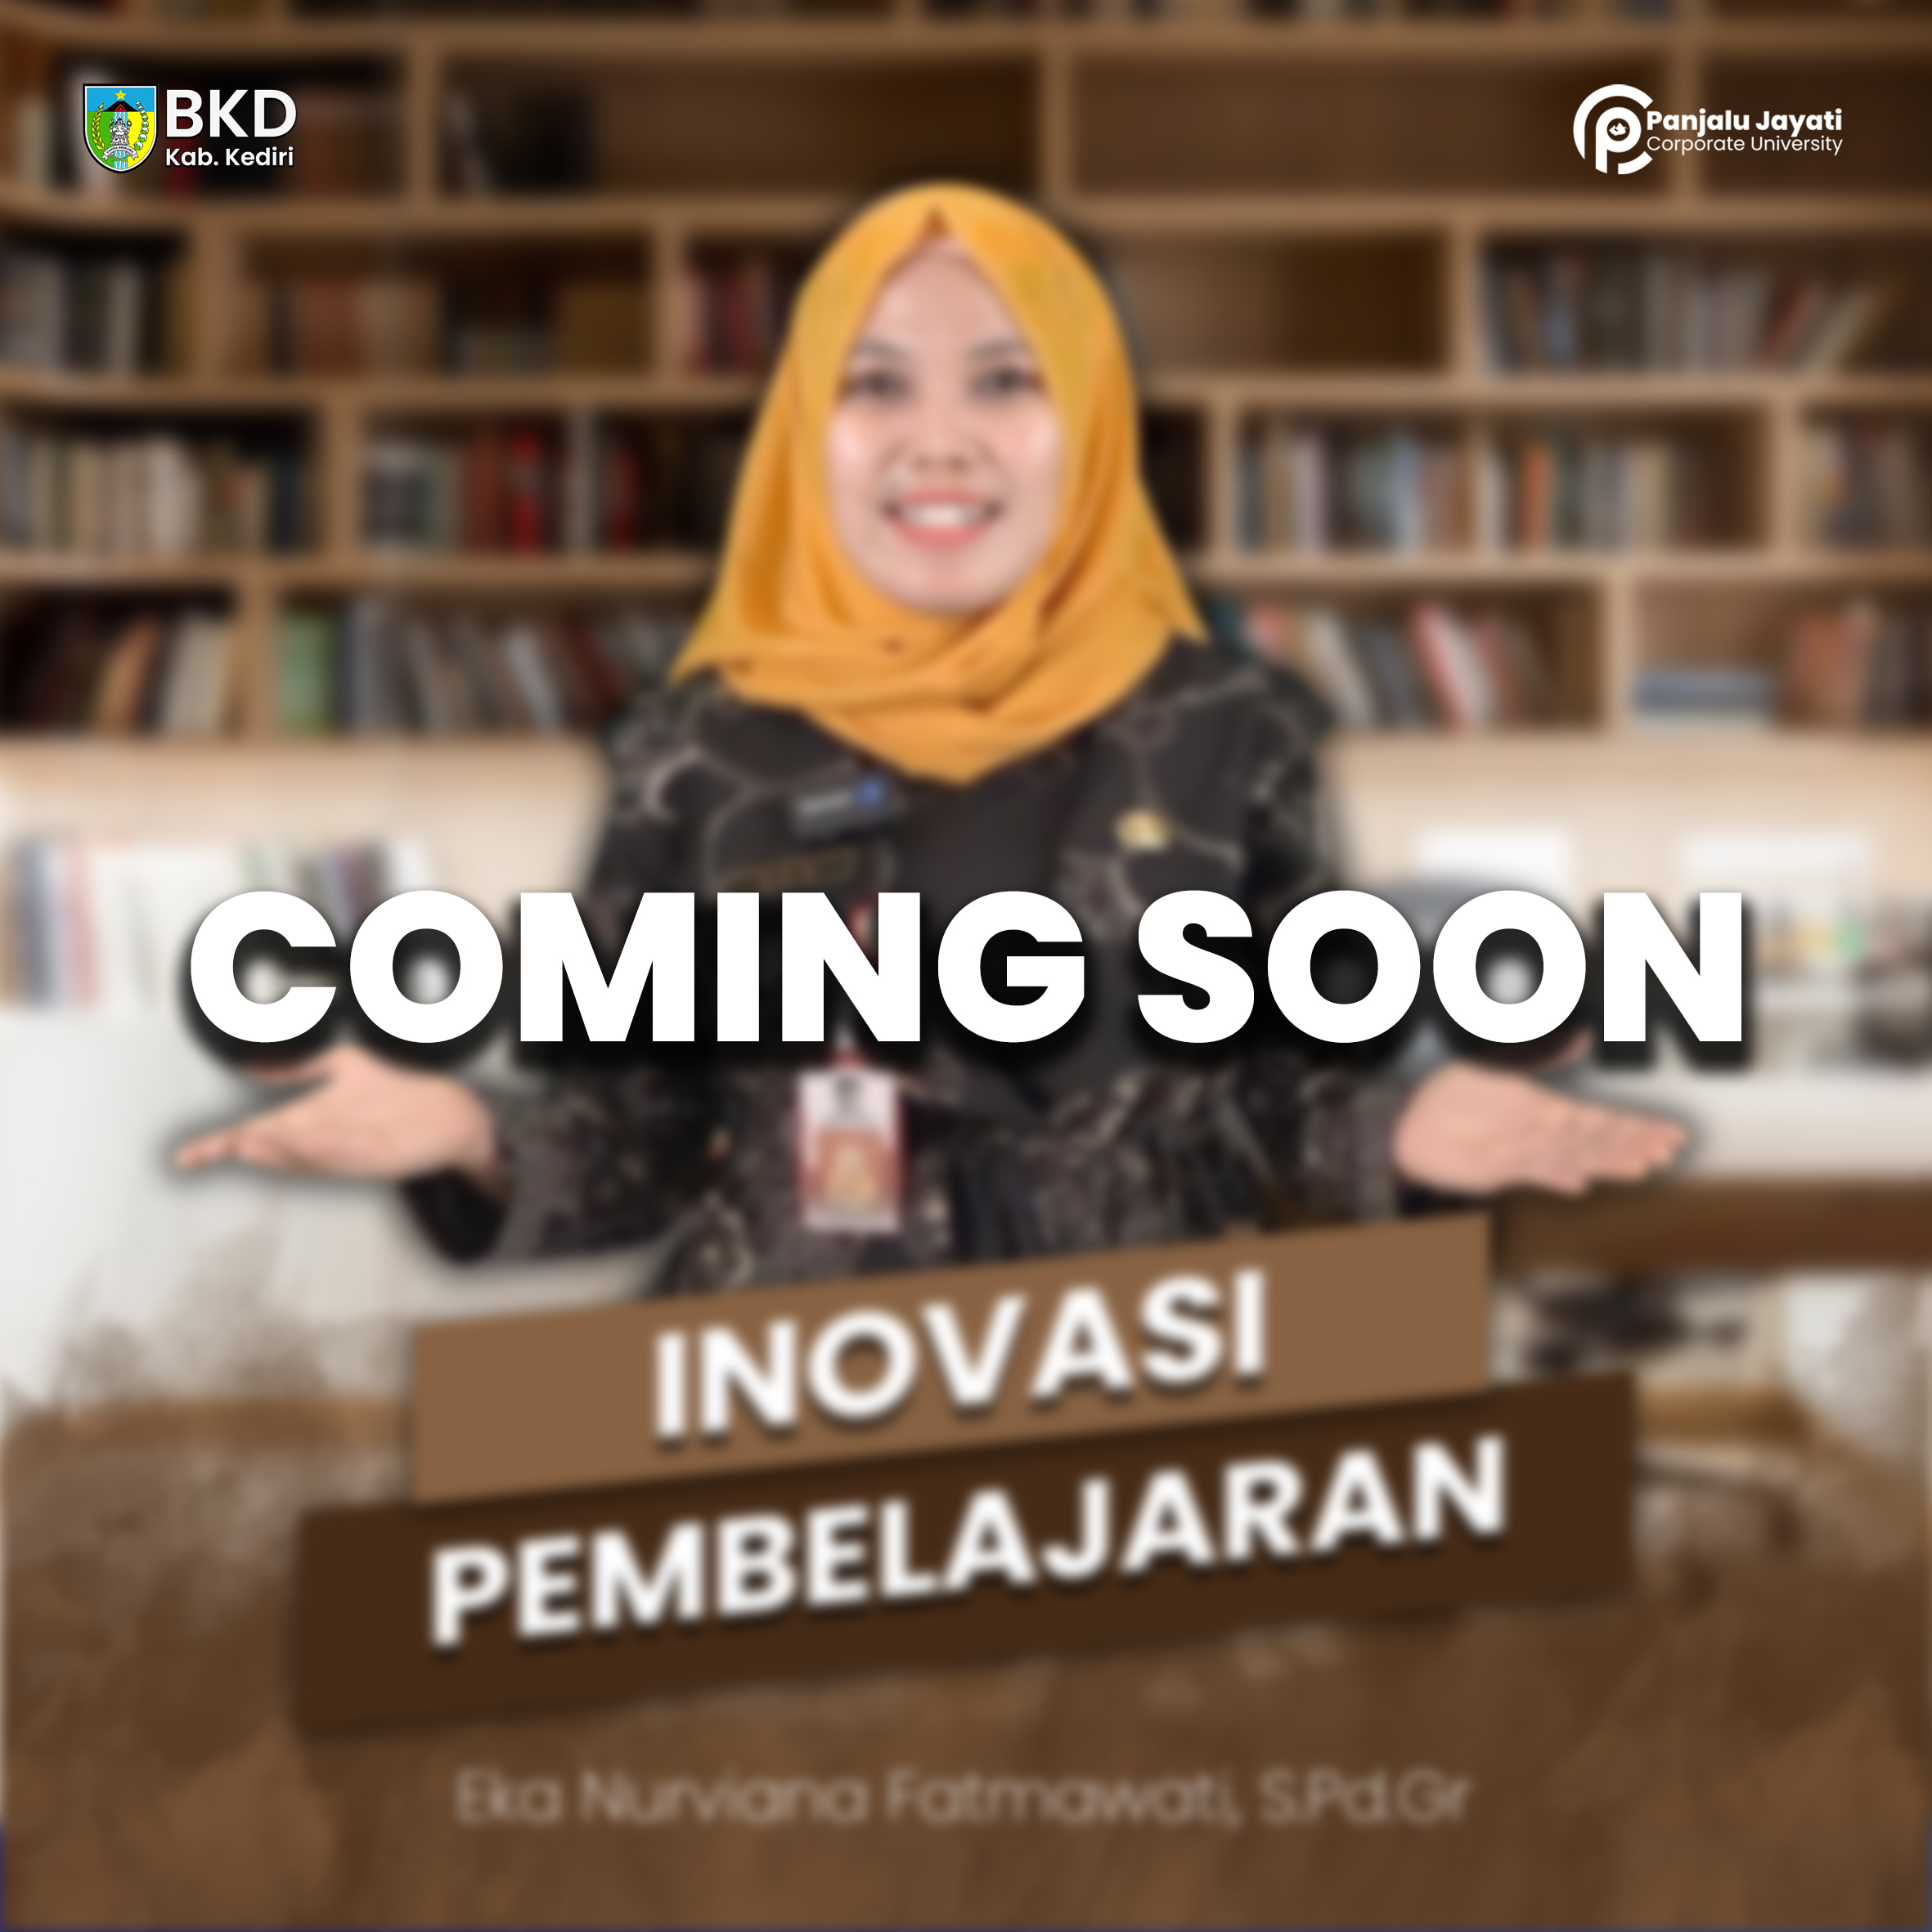 BKD
Kab. Kediri
Panjalu Jayati
Corporate University
COMING SOON
INOVASI
PEMBELAJARAN
Eka Nurviana Fatmawati, S.Pd.Gr